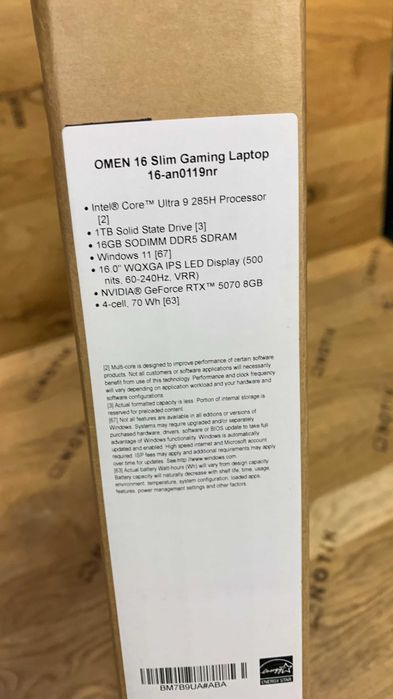 OMEN 16 Slim Gaming Laptop
16-an0119nr
• Intel® Core™ Ultra 9 285H Processor
[2]
• 1TB Solid State Drive [3]
• 16GB SODIMM DDR5 SDRAM
• Windows 11 [67]
• 16.0" WQXGA IPS LED Display (500
nits, 60-240Hz, VRR)
• NVIDIA® GeForce RTX™ 5070 8GB
• 4-cell, 70 Wh [63]
[2] Multi-core is designed to improve performance of certain software
products. Not all customers or software applications will necessarily
benefit from use of this technology. Performance and clock frequency
will vary depending on application workload and your hardware and
software configurations.
[3] Actual formatted capacity is less. Portion of internal storage is
reserved for preloaded content.
[67] Not all features are available in all editions or versions of
Windows. Systems may require upgraded and/or separately
purchased hardware, drivers, software or BIOS update to take full
advantage of Windows functionality. Windows is automatically
updated and enabled. High speed internet and Microsoft account
required. ISP fees may apply and additional requirements may apply
over time for updates. See http://www.windows.com.
[63] Actual battery Watt-hours (Wh) will vary from design capacity.
Battery capacity will naturally decrease with shelf life, time, usage,
environment, temperature, system configuration, loaded apps,
features, power management settings and other factors.
BM7B9UA#ABA
ENERGY STAR